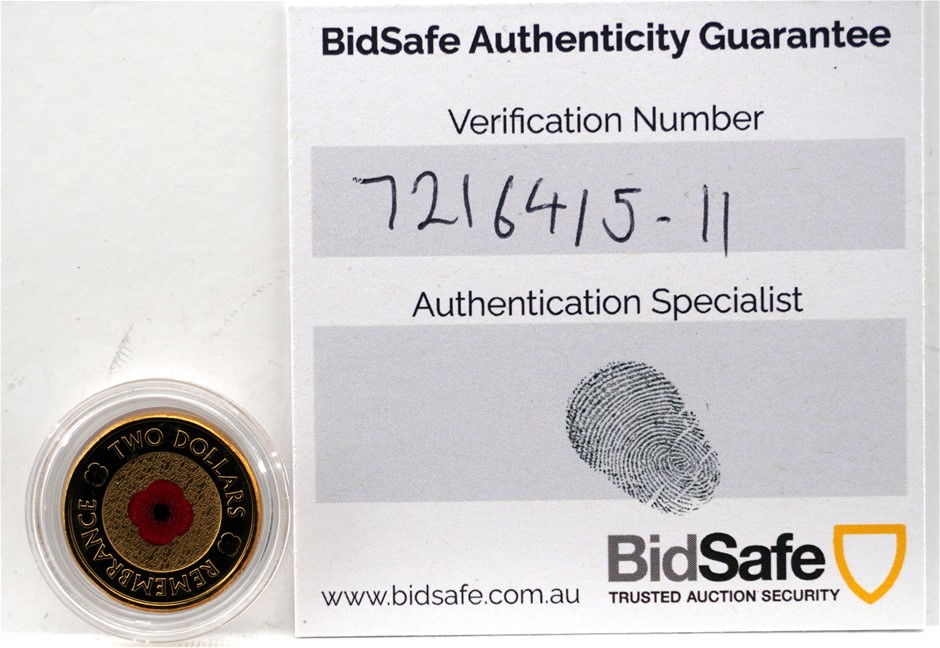 BidSafe Authenticity Guarantee
Verification Number
7216415-11
Authentication Specialist
BidSafe
TRUSTED AUCTION SECURITY
www.bidsafe.com.au
TWO DOLLARS
REMEMBRANCE